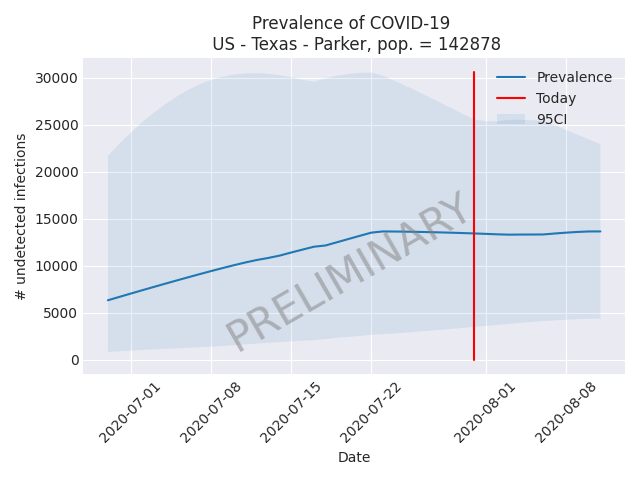 Prevalence of COVID-19
US - Texas - Parker, pop. = 142878
# undetected infections
30000
25000
20000
15000
10000
5000
0
Prevalence
Today
95CI
PRELIMINARY
2020-07-01
2020-07-08
2020-07-15
2020-07-22
2020-08-01
2020-08-08
Date